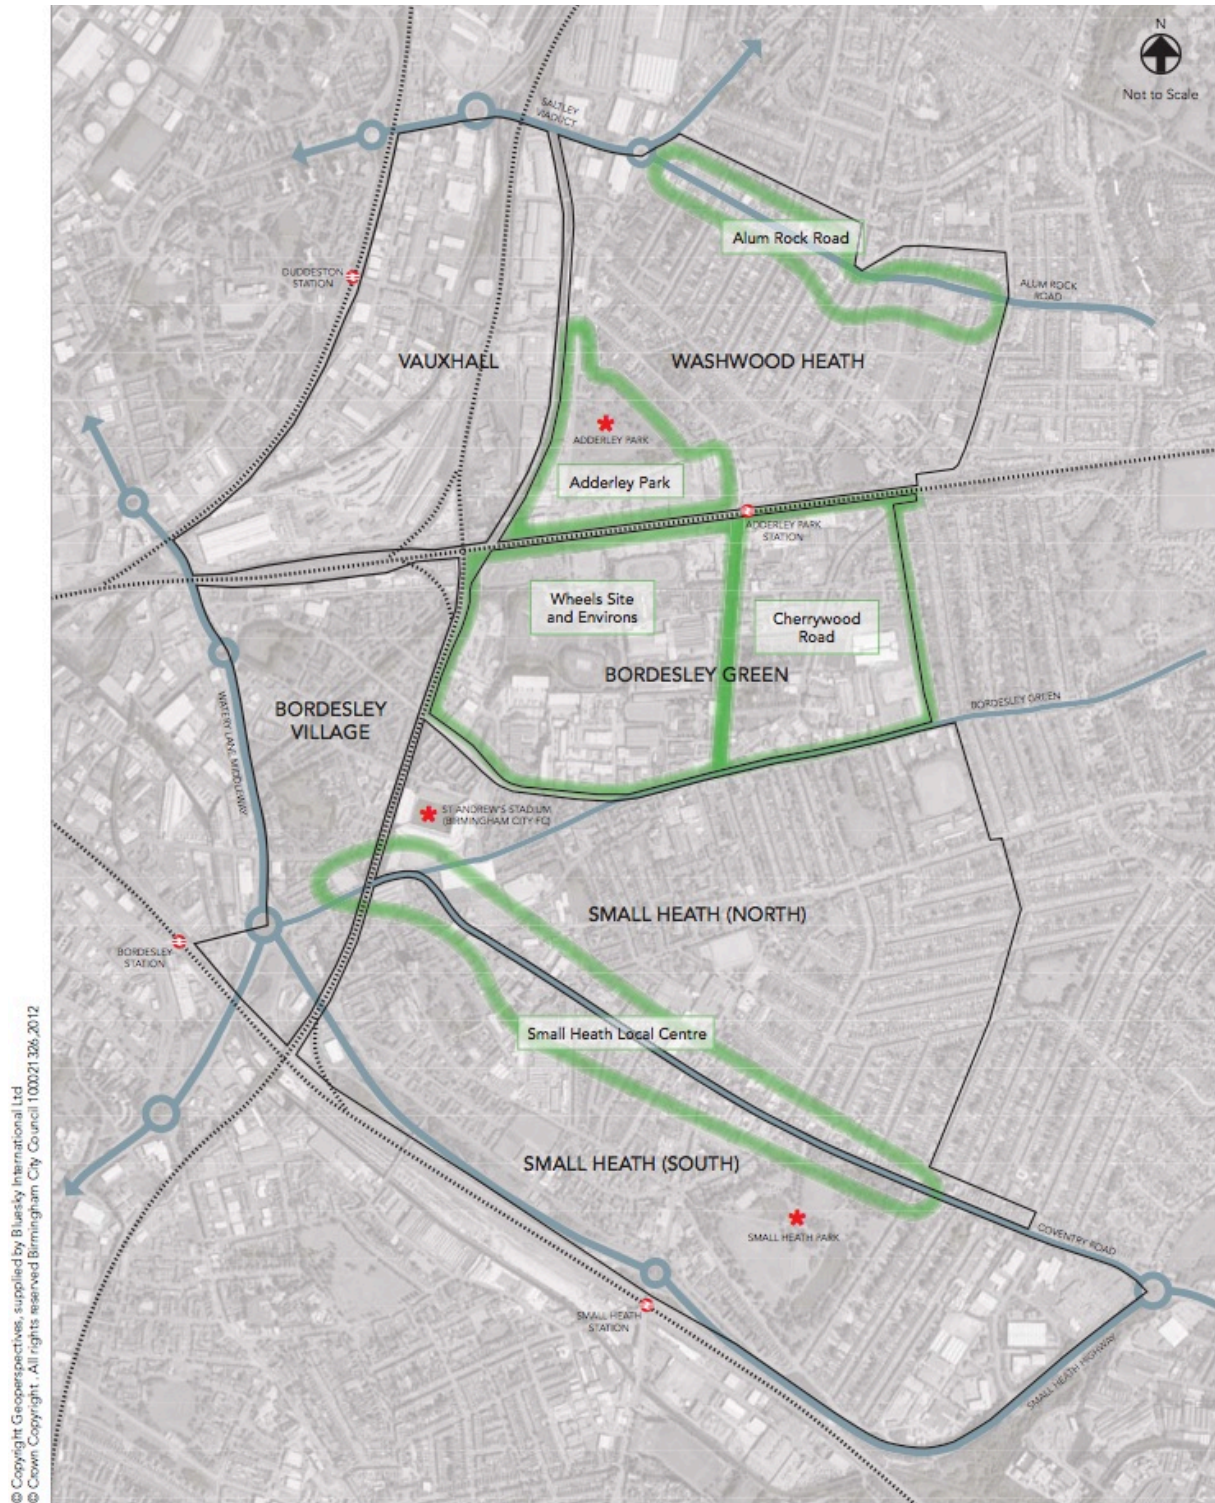 N
Not to Scale
SALTLEY
VIADUCT
Alum Rock Road
DUDDESTON
STATION
ALUM ROCK
ROAD
VAUXHALL
WASHWOOD HEATH
ADDERLEY PARK
Adderley Park
ADDERLEY PARK
STATION
Wheels Site
and Environs
Cherrywood
Road
BORDESLEY GREEN
BORDESLEY GREEN
BORDESLEY
VILLAGE
WATERY LANE MIDDLEWAY
ST ANDREW'S STADIUM
(BIRMINGHAM CITY FC)
SMALL HEATH (NORTH)
BORDESLEY
STATION
Small Heath Local Centre
SMALL HEATH (SOUTH)
SMALL HEATH PARK
COVENTRY ROAD
SMALL HEATH
STATION
SMALL HEATH HIGHWAY
© Copyright Geoperspectives, supplied by Bluesky International Ltd
© Crown Copyright. All rights reserved Birmingham City Council 100021326, 2012